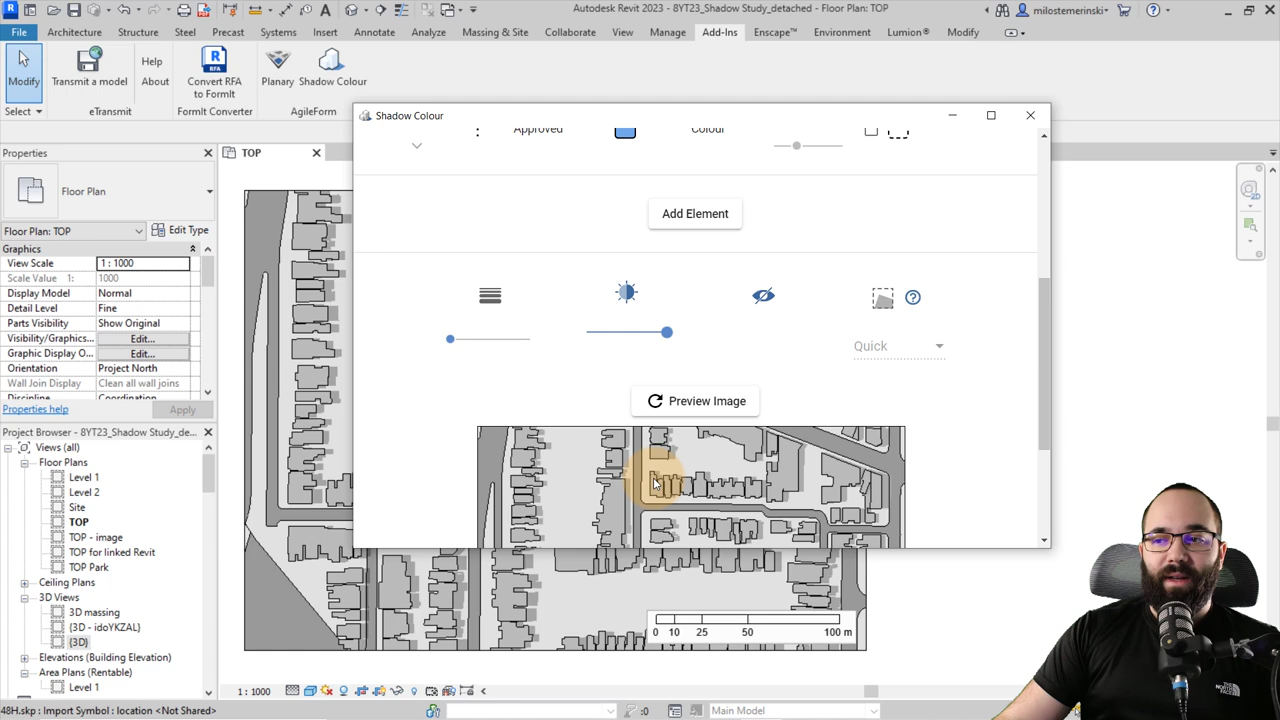 Autodesk Revit 2023 - 8YT23_Shadow Study_detached - Floor Plan: TOP
milostemerinski
File Architecture Structure Steel Precast Systems Insert Annotate Analyze Massing & Site Collaborate View Manage Add-Ins Enscape™ Environment Lumion® Modify
Modify
Transmit a model
Help
About
Convert RFA
to FormIt
Planary
Shadow Colour
Select
eTransmit
FormIt Converter
AgileForm
Properties
TOP
Floor Plan
Floor Plan: TOP
Edit Type
Graphics
View Scale 1 : 1000
Scale Value 1: 1000
Display Model Normal
Detail Level Fine
Parts Visibility Show Original
Visibility/Graphics... Edit...
Graphic Display O... Edit...
Orientation Project North
Wall Join Display Clean all wall joins
Discipline Coordination
Properties help
Apply
Project Browser - 8YT23_Shadow Study_de...
Views (all)
Floor Plans
Level 1
Level 2
Site
TOP
TOP - image
TOP for linked Revit
TOP Park
Ceiling Plans
3D Views
3D massing
{3D - idoYKZAL}
{3D}
Elevations (Building Elevation)
Area Plans (Rentable)
Level 1
Shadow Colour
Approved
Colour
Add Element
Quick
Preview Image
0 10 25 50 100 m
1 : 1000
48H.skp : Import Symbol : location <Not Shared>
:0
Main Model
THE
NORTH
FACE